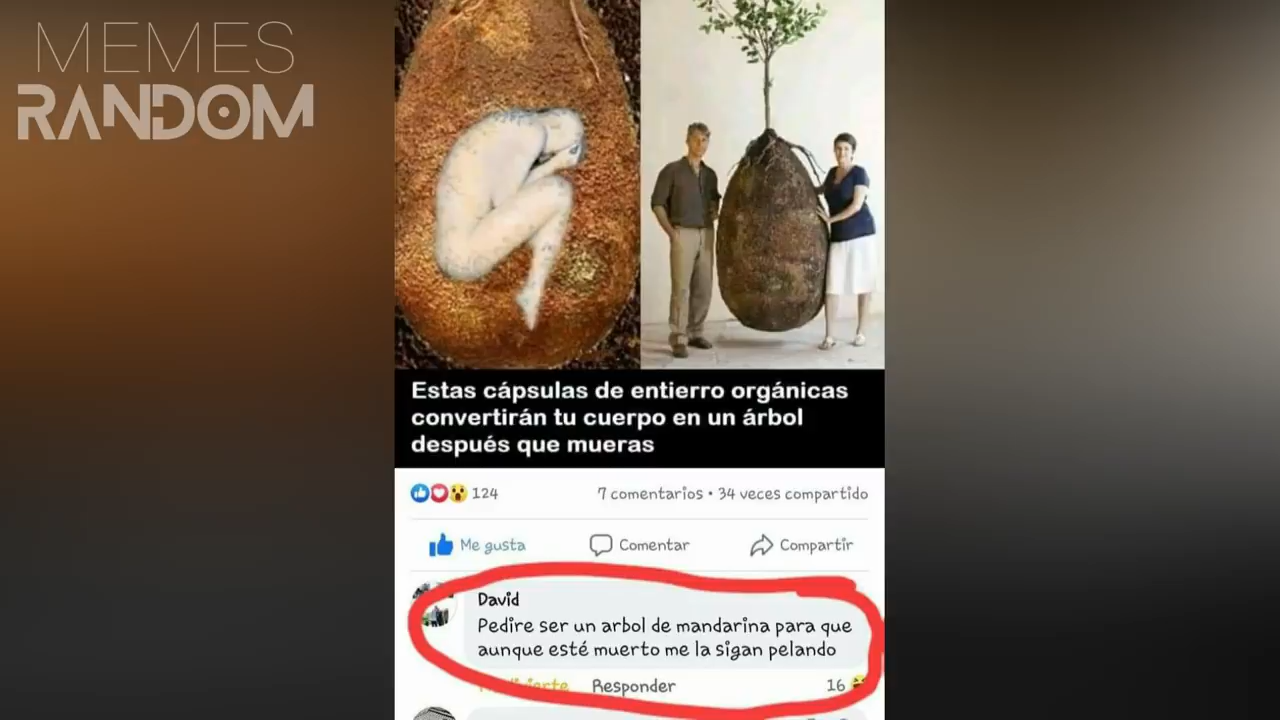 MEMES
RANDOM
Estas cápsulas de entierro orgánicas
convertirán tu cuerpo en un árbol
después que mueras
124
7 comentarios • 34 veces compartido
Me gusta
Comentar
Compartir
David
Pedire ser un arbol de mandarina para que
aunque esté muerto me la sigan pelando
Responder
16